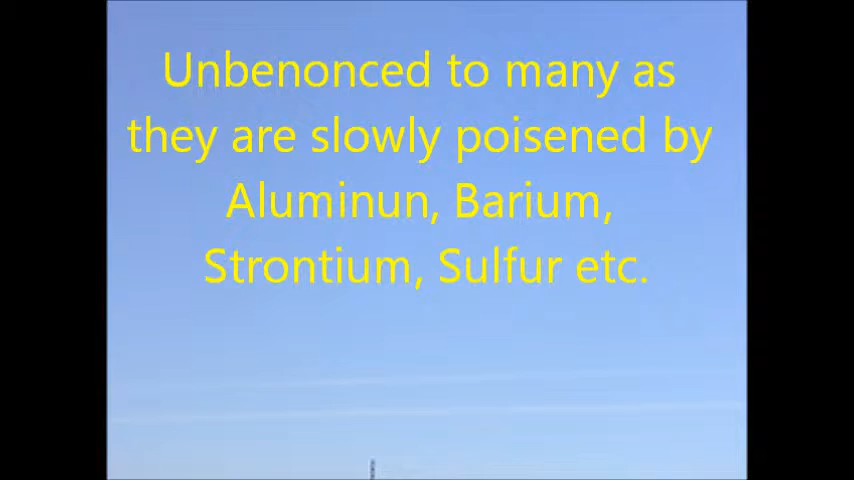 Unbenonced to many as
they are slowly poisened by
Aluminun, Barium,
Strontium, Sulfur etc.